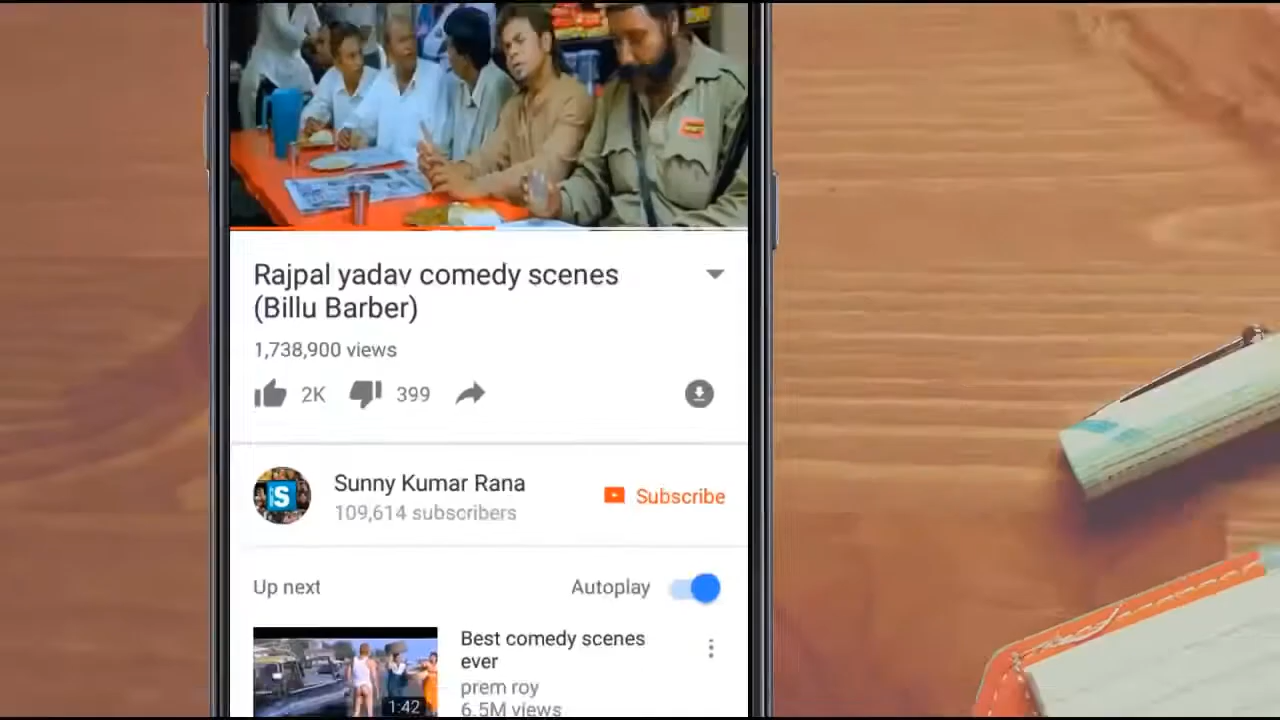 Rajpal yadav comedy scenes
(Billu Barber)
1,738,900 views
2K 399
S
Sunny Kumar Rana
109,614 subscribers
Subscribe
Up next
Autoplay
Best comedy scenes
ever
prem roy
6.5M views
1:42